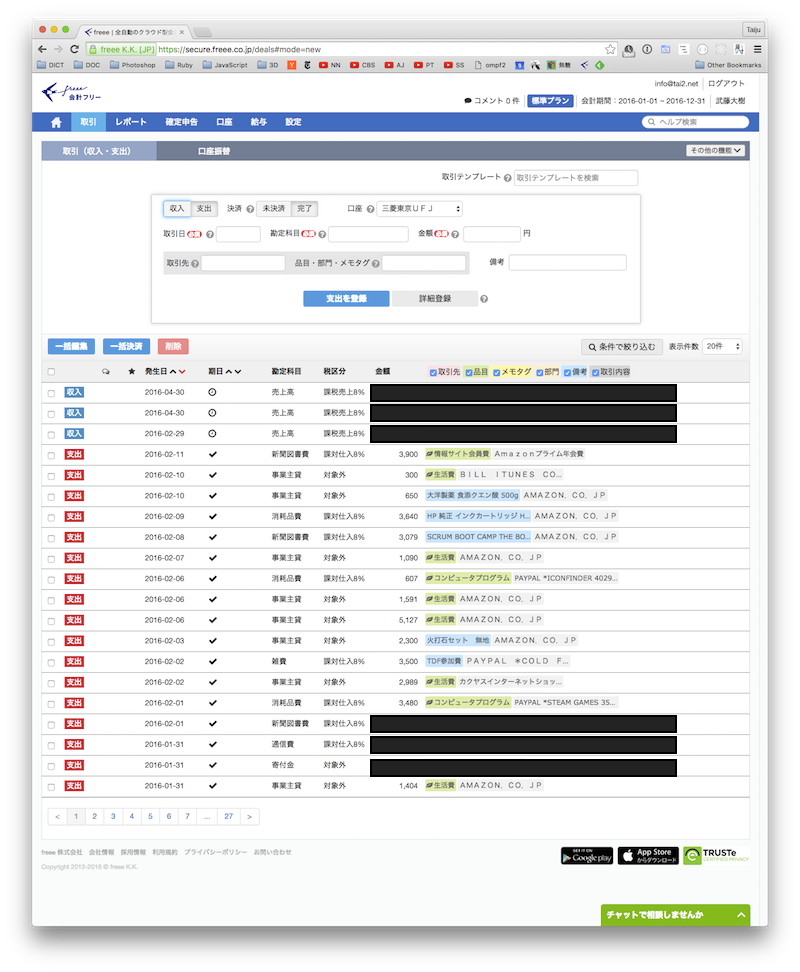 freee | 全自動のクラウド型会 Taiju
freee K.K. [JP] https://secure.freee.co.jp/deals#mode=new
DICT DOC Photoshop Ruby JavaScript 3D NN CBS AJ PT SS ompf2 無題 Other Bookmarks
info@tai2.net ログアウト
freee 会計フリー
コメント 0 件 標準プラン 会計期間：2016-01-01 ~ 2016-12-31 武藤大樹
取引 レポート 確定申告 口座 給与 設定 ヘルプ検索
取引（収入・支出） 口座振替 その他の機能
取引テンプレート 取引テンプレートを検索
収入 支出 決済 未決済 完了 口座 三菱東京ＵＦＪ
取引日 必須 勘定科目 必須 金額 必須 円
取引先 品目・部門・メモタグ 備考
支出を登録 詳細登録
一括編集 一括決済 削除 条件で絞り込む 表示件数 20件
発生日 期日 勘定科目 税区分 金額 取引先 品目 メモタグ 部門 備考 取引内容
収入 2016-04-30 売上高 課税売上8%
収入 2016-04-30 売上高 課税売上8%
収入 2016-02-29 売上高 課税売上8%
支出 2016-02-11 新聞図書費 課対仕入8% 3,900 情報サイト会員費 Ａｍａｚｏｎプライム年会費
支出 2016-02-10 事業主貸 対象外 300 生活費 ＢＩＬＬ ＩＴＵＮＥＳ ＣＯ...
支出 2016-02-10 事業主貸 対象外 650 大洋製薬 食添クエン酸 500g ＡＭＡＺＯＮ．ＣＯ．ＪＰ
支出 2016-02-09 消耗品費 課対仕入8% 3,640 HP 純正 インクカートリッジ H... ＡＭＡＺＯＮ．ＣＯ．ＪＰ
支出 2016-02-08 新聞図書費 課対仕入8% 3,079 SCRUM BOOT CAMP THE BO... ＡＭＡＺＯＮ．ＣＯ．ＪＰ
支出 2016-02-07 事業主貸 対象外 1,090 生活費 ＡＭＡＺＯＮ．ＣＯ．ＪＰ
支出 2016-02-06 消耗品費 課対仕入8% 607 コンピュータプログラム PAYPAL *ICONFINDER 4029...
支出 2016-02-06 事業主貸 対象外 1,591 生活費 ＡＭＡＺＯＮ．ＣＯ．ＪＰ
支出 2016-02-06 事業主貸 対象外 5,127 生活費 ＡＭＡＺＯＮ．ＣＯ．ＪＰ
支出 2016-02-03 事業主貸 対象外 2,300 火打石セット 無地 ＡＭＡＺＯＮ．ＣＯ．ＪＰ
支出 2016-02-02 雑費 課対仕入8% 3,500 TDF参加費 ＰＡＹＰＡＬ ＊ＣＯＬＤ Ｆ...
支出 2016-02-02 事業主貸 対象外 2,989 生活費 カクヤスインターネットショッ...
支出 2016-02-01 消耗品費 課対仕入8% 3,480 コンピュータプログラム PAYPAL *STEAM GAMES 35...
支出 2016-02-01 新聞図書費 課対仕入8%
支出 2016-01-31 通信費 課対仕入8%
支出 2016-01-31 寄付金 対象外
支出 2016-01-31 事業主貸 対象外 1,404 生活費 ＡＭＡＺＯＮ．ＣＯ．ＪＰ
< 1 2 3 4 5 6 7 ... 27 >
freee 株式会社 会社情報 採用情報 利用規約 プライバシーポリシー お問い合わせ
Copyright 2012-2016 © freee K.K.
GET IT ON Google play App Store からダウンロード TRUSTe CERTIFIED PRIVACY
チャットで相談しませんか